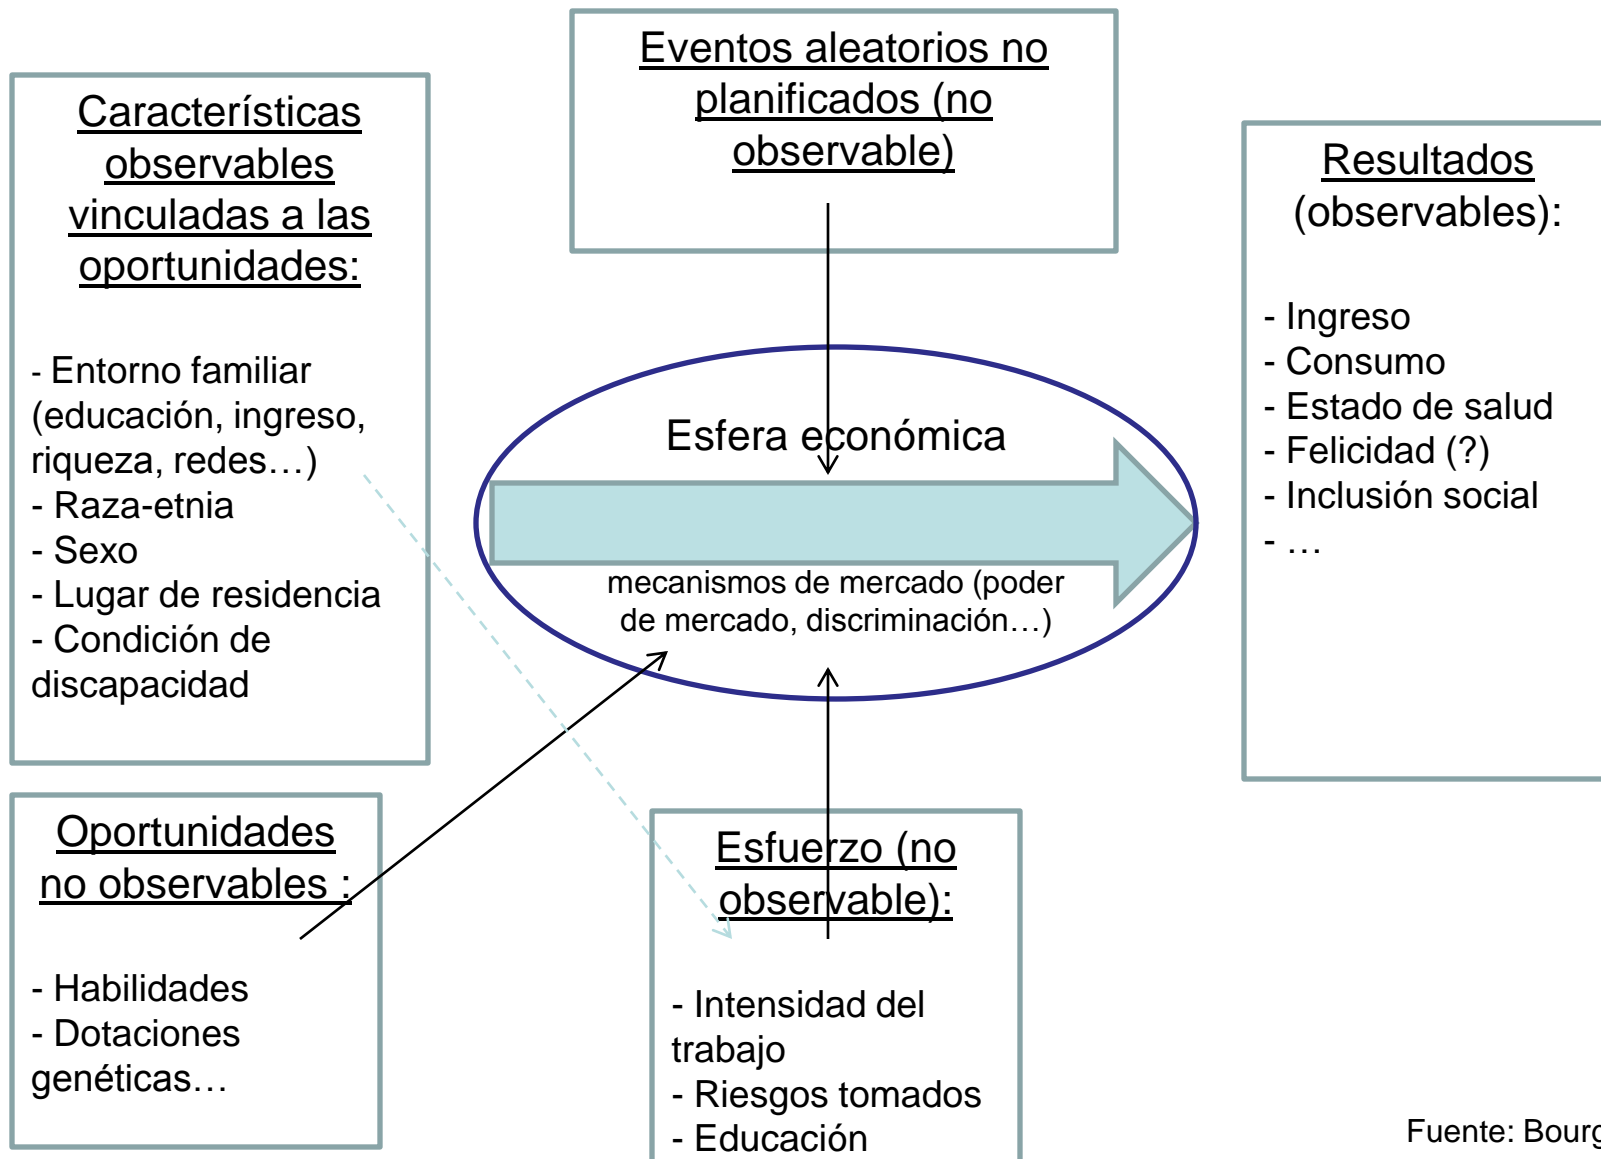 Eventos aleatorios no
planificados (no
observable)
Características
observables
vinculadas a las
oportunidades:
- Entorno familiar
(educación, ingreso,
riqueza, redes…)
- Raza-etnia
- Sexo
- Lugar de residencia
- Condición de
discapacidad
Resultados
(observables):
- Ingreso
- Consumo
- Estado de salud
- Felicidad (?)
- Inclusión social
- …
Esfera económica
mecanismos de mercado (poder
de mercado, discriminación…)
Oportunidades
no observables :
- Habilidades
- Dotaciones
genéticas…
Esfuerzo (no
observable):
- Intensidad del
trabajo
- Riesgos tomados
- Educación
Fuente: Bourg